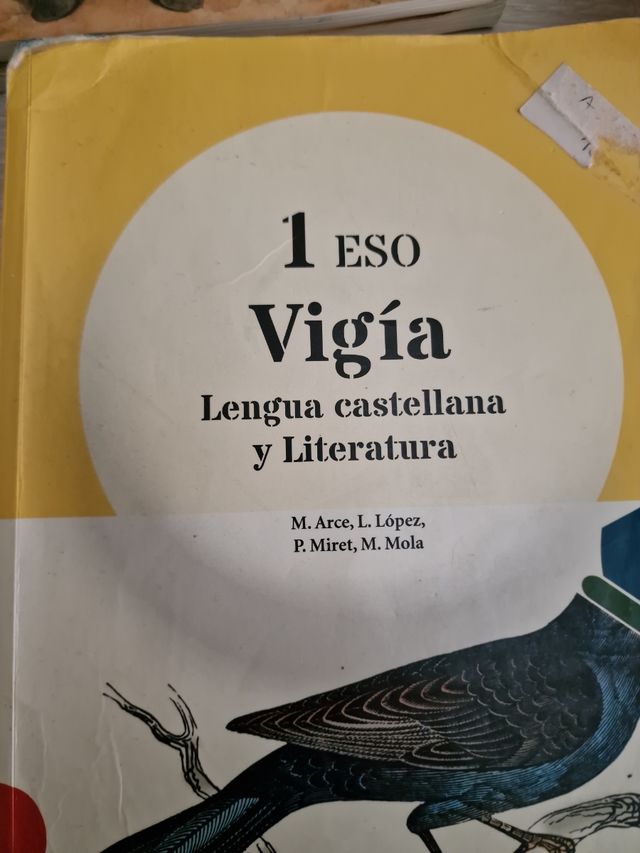 1 ESO
Vigía
Lengua castellana
y Literatura
M. Arce, L. López,
P. Miret, M. Mola
A